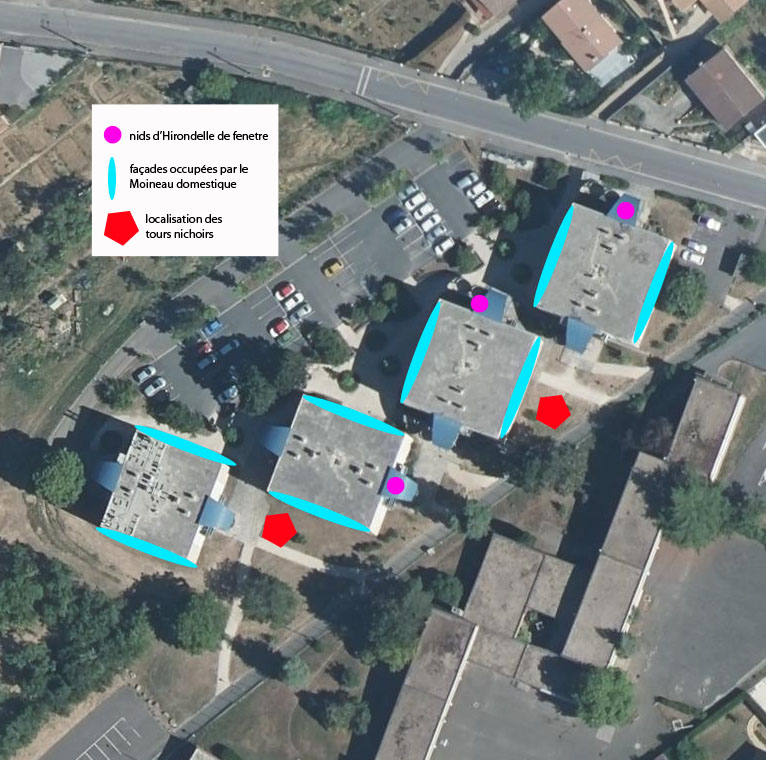 nids d'Hirondelle de fenetre
façades occupées par le
Moineau domestique
localisation des
tours nichoirs